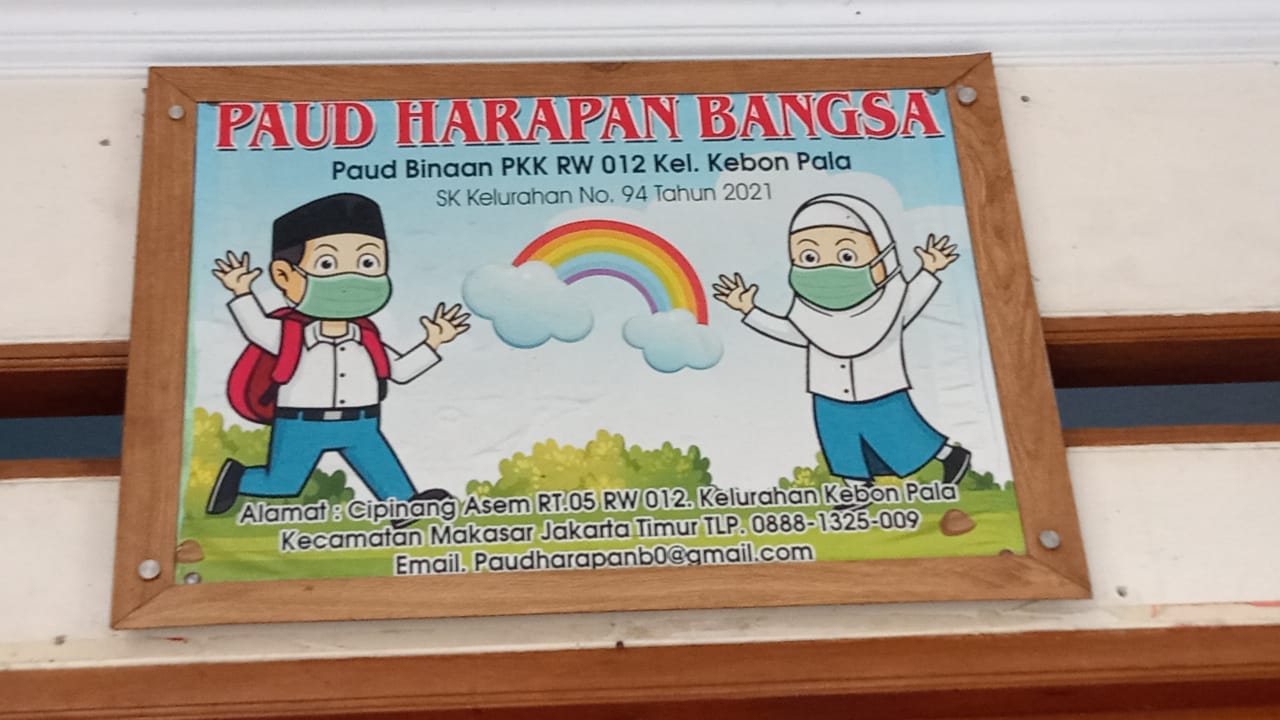 PAUD HARAPAN BANGSA
Paud Binaan PKK RW 012 Kel. Kebon Pala
SK Kelurahan No. 94 Tahun 2021
Alamat : Cipinang Asem RT.05 RW 012. Kelurahan Kebon Pala
Kecamatan Makasar Jakarta Timur TLP. 0888-1325-009
Email. Paudharapanb0@gmail.com